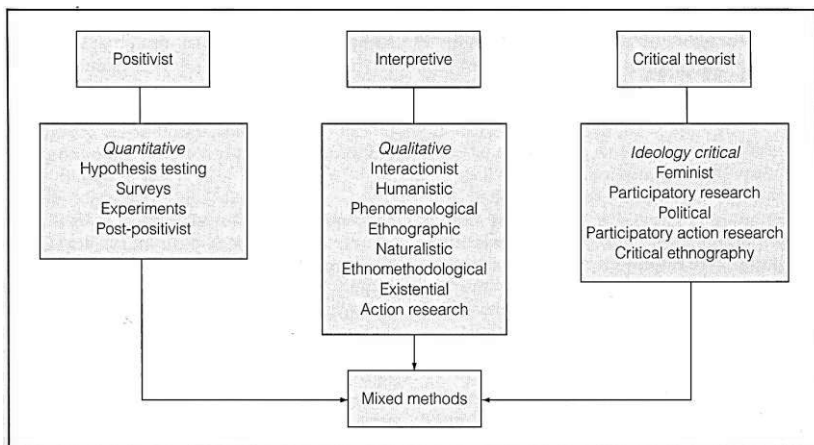 Positivist
Interpretive
Critical theorist
Quantitative
Hypothesis testing
Surveys
Experiments
Post-positivist
Qualitative
Interactionist
Humanistic
Phenomenological
Ethnographic
Naturalistic
Ethnomethodological
Existential
Action research
Ideology critical
Feminist
Participatory research
Political
Participatory action research
Critical ethnography
Mixed methods